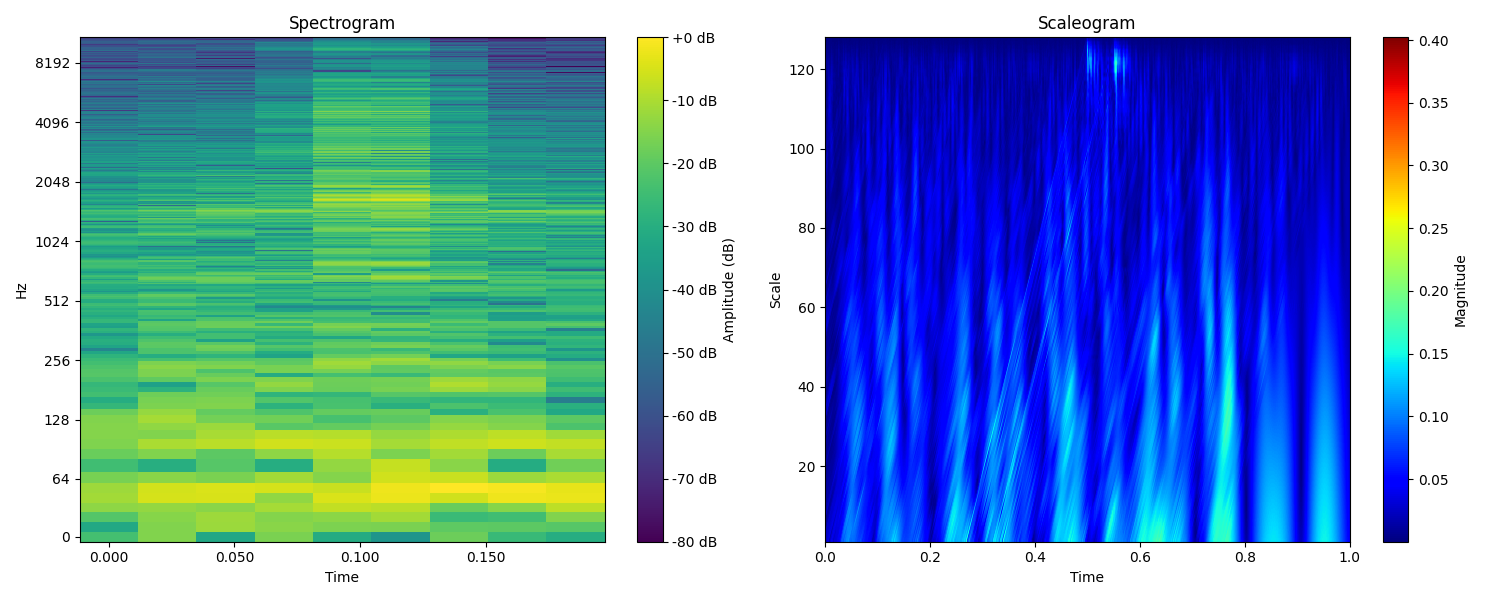 Spectrogram
Hz
8192
4096
2048
1024
512
256
128
64
0
0.000 0.050 0.100 0.150
Time
+0 dB
-10 dB
-20 dB
-30 dB
-40 dB
-50 dB
-60 dB
-70 dB
-80 dB
Amplitude (dB)
Scaleogram
Scale
120
100
80
60
40
20
0.0 0.2 0.4 0.6 0.8 1.0
Time
0.40
0.35
0.30
0.25
0.20
0.15
0.10
0.05
Magnitude